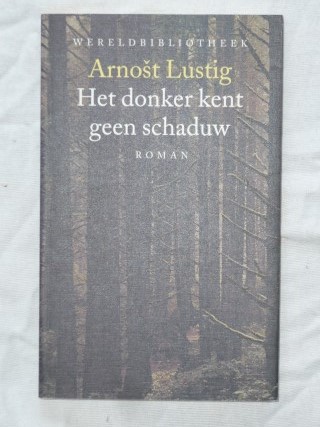 WERELDBIBLIOTHEEK
Arnošt Lustig
Het donker kent
geen schaduw
ROMAN